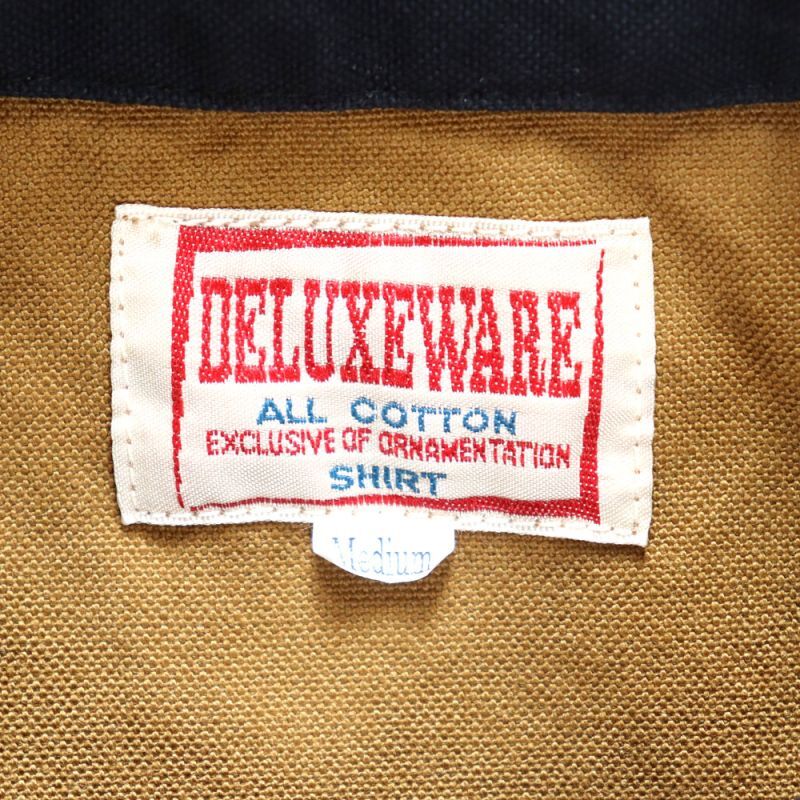 DELUXEWARE
ALL COTTON
EXCLUSIVE OF ORNAMENTATION
SHIRT
Medium